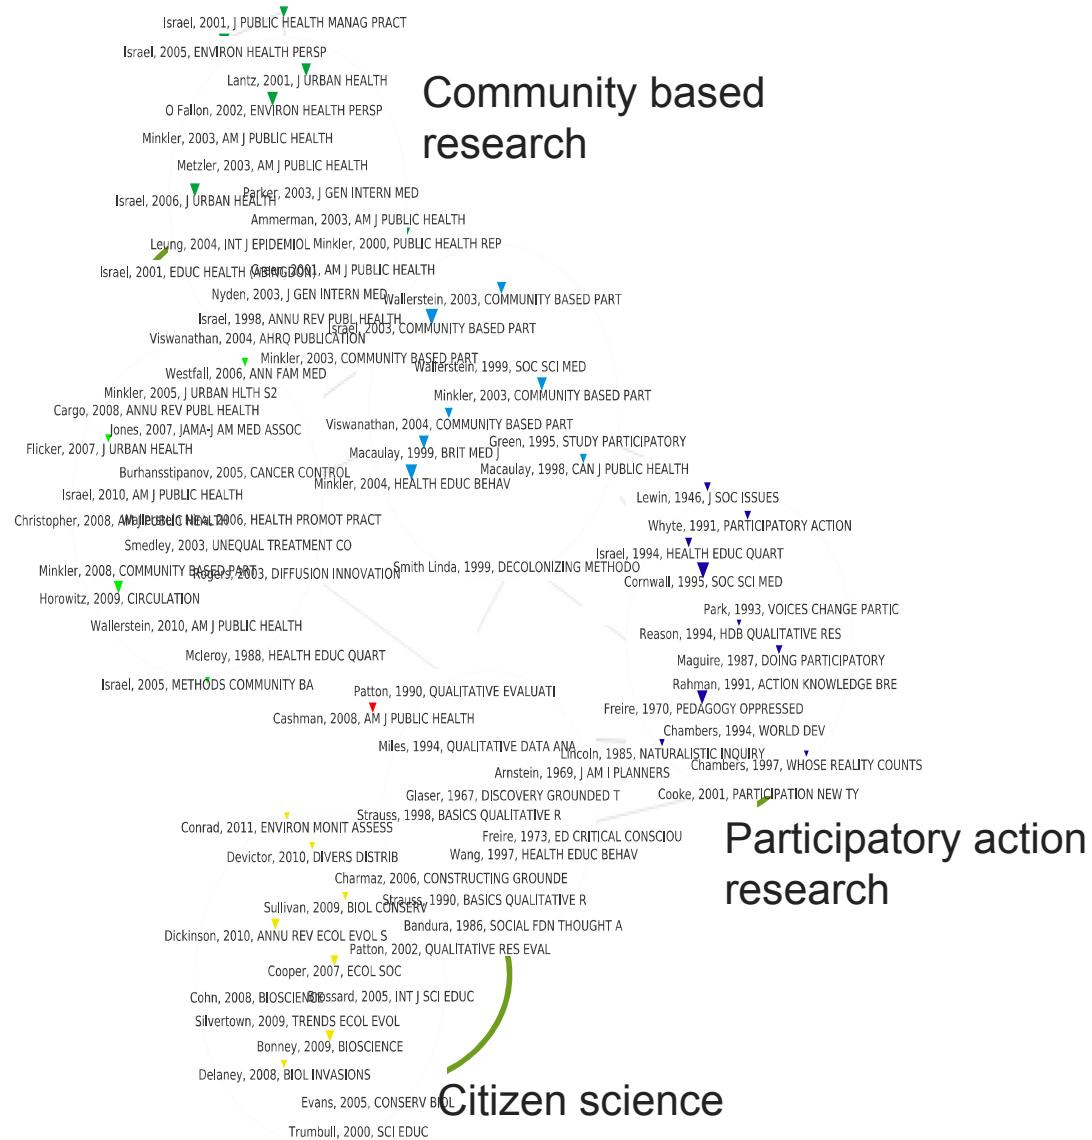 Israel, 2001, J PUBLIC HEALTH MANAG PRACT
Israel, 2005, ENVIRON HEALTH PERSP
Lantz, 2001, J URBAN HEALTH
Community based
research
O Fallon, 2002, ENVIRON HEALTH PERSP
Minkler, 2003, AM J PUBLIC HEALTH
Metzler, 2003, AM J PUBLIC HEALTH
Parker, 2003, J GEN INTERN MED
Israel, 2006, J URBAN HEALTH
Ammerman, 2003, AM J PUBLIC HEALTH
Leung, 2004, INT J EPIDEMIOL
Minkler, 2000, PUBLIC HEALTH REP
Israel, 2001, EDUC HEALTH (ABINGDON)
Green, 2001, AM J PUBLIC HEALTH
Nyden, 2003, J GEN INTERN MED
Wallerstein, 2003, COMMUNITY BASED PART
Israel, 1998, ANNU REV PUBL HEALTH
Israel, 2003, COMMUNITY BASED PART
Viswanathan, 2004, AHRQ PUBLICATION
Minkler, 2003, COMMUNITY BASED PART
Wallerstein, 1999, SOC SCI MED
Westfall, 2006, ANN FAM MED
Minkler, 2005, J URBAN HLTH S2
Minkler, 2003, COMMUNITY BASED PART
Cargo, 2008, ANNU REV PUBL HEALTH
Viswanathan, 2004, COMMUNITY BASED PART
Jones, 2007, JAMA-J AM MED ASSOC
Green, 1995, STUDY PARTICIPATORY
Flicker, 2007, J URBAN HEALTH
Macaulay, 1999, BRIT MED J
Macaulay, 1998, CAN J PUBLIC HEALTH
Burhansstipanov, 2005, CANCER CONTROL
Minkler, 2004, HEALTH EDUC BEHAV
Israel, 2010, AM J PUBLIC HEALTH
Lewin, 1946, J SOC ISSUES
Christopher, 2008, AM J PUBLIC HEALTH
Wallerstein, 2006, HEALTH PROMOT PRACT
Whyte, 1991, PARTICIPATORY ACTION
Smedley, 2003, UNEQUAL TREATMENT CO
Israel, 1994, HEALTH EDUC QUART
Minkler, 2008, COMMUNITY BASED PART
Rogers, 2003, DIFFUSION INNOVATION
Smith Linda, 1999, DECOLONIZING METHODO
Cornwall, 1995, SOC SCI MED
Horowitz, 2009, CIRCULATION
Park, 1993, VOICES CHANGE PARTIC
Wallerstein, 2010, AM J PUBLIC HEALTH
Reason, 1994, HDB QUALITATIVE RES
Mcleroy, 1988, HEALTH EDUC QUART
Maguire, 1987, DOING PARTICIPATORY
Israel, 2005, METHODS COMMUNITY BA
Rahman, 1991, ACTION KNOWLEDGE BRE
Patton, 1990, QUALITATIVE EVALUATI
Freire, 1970, PEDAGOGY OPPRESSED
Cashman, 2008, AM J PUBLIC HEALTH
Chambers, 1994, WORLD DEV
Miles, 1994, QUALITATIVE DATA ANA
Lincoln, 1985, NATURALISTIC INQUIRY
Chambers, 1997, WHOSE REALITY COUNTS
Arnstein, 1969, J AM I PLANNERS
Glaser, 1967, DISCOVERY GROUNDED T
Cooke, 2001, PARTICIPATION NEW TY
Strauss, 1998, BASICS QUALITATIVE R
Conrad, 2011, ENVIRON MONIT ASSESS
Freire, 1973, ED CRITICAL CONSCIOU
Participatory action
research
Devictor, 2010, DIVERS DISTRIB
Wang, 1997, HEALTH EDUC BEHAV
Charmaz, 2006, CONSTRUCTING GROUNDE
Sullivan, 2009, BIOL CONSERV
Strauss, 1990, BASICS QUALITATIVE R
Bandura, 1986, SOCIAL FDN THOUGHT A
Dickinson, 2010, ANNU REV ECOL EVOL S
Patton, 2002, QUALITATIVE RES EVAL
Cooper, 2007, ECOL SOC
Cohn, 2008, BIOSCIENCE
Brossard, 2005, INT J SCI EDUC
Silvertown, 2009, TRENDS ECOL EVOL
Bonney, 2009, BIOSCIENCE
Delaney, 2008, BIOL INVASIONS
Evans, 2005, CONSERV BIOL
Citizen science
Trumbull, 2000, SCI EDUC